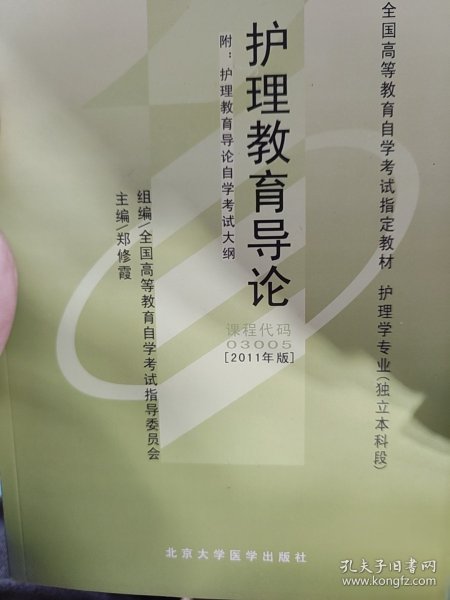 全国高等教育自学考试指定教材 护理学专业(独立本科段)
护理教育导论
附：护理教育导论自学考试大纲
课程代码
03005
[2011年版]
组编/全国高等教育自学考试指导委员会
主编/郑修霞
北京大学医学出版社
孔夫子旧书网
www.kongfz.com